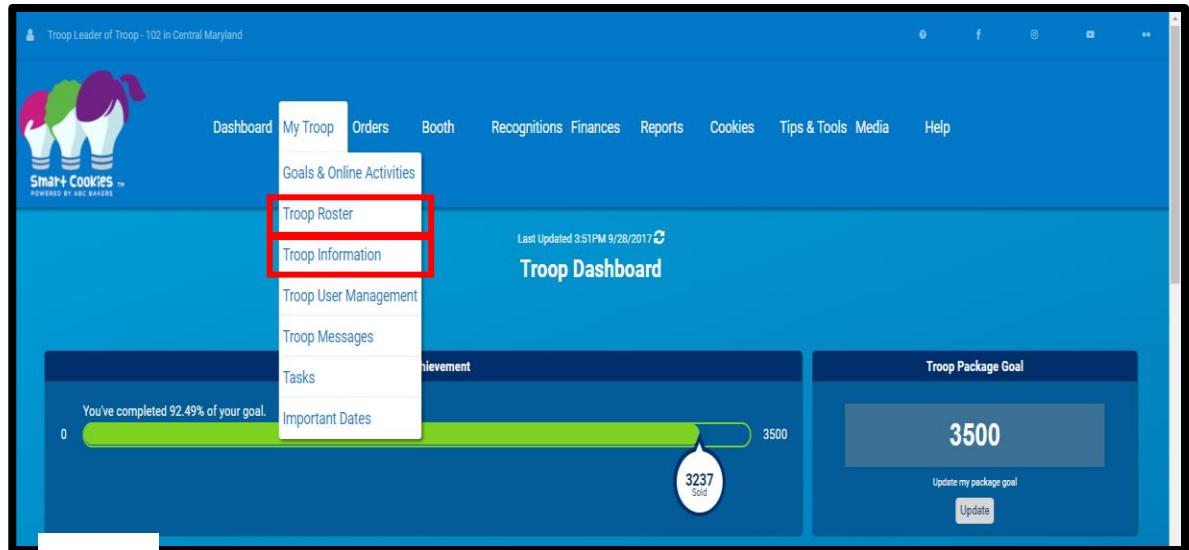 Troop Leader of Troop - 102 in Central Maryland
Smart Cookies TM
POWERED BY ABC BAKERS
Dashboard My Troop Orders Booth Recognitions Finances Reports Cookies Tips & Tools Media Help
Goals & Online Activities
Troop Roster
Troop Information
Troop User Management
Troop Messages
Tasks
Important Dates
Last Updated 3:51PM 9/28/2017
Troop Dashboard
hievement
You've completed 92.49% of your goal.
0
3500
3237
Sold
Troop Package Goal
3500
Update my package goal
Update